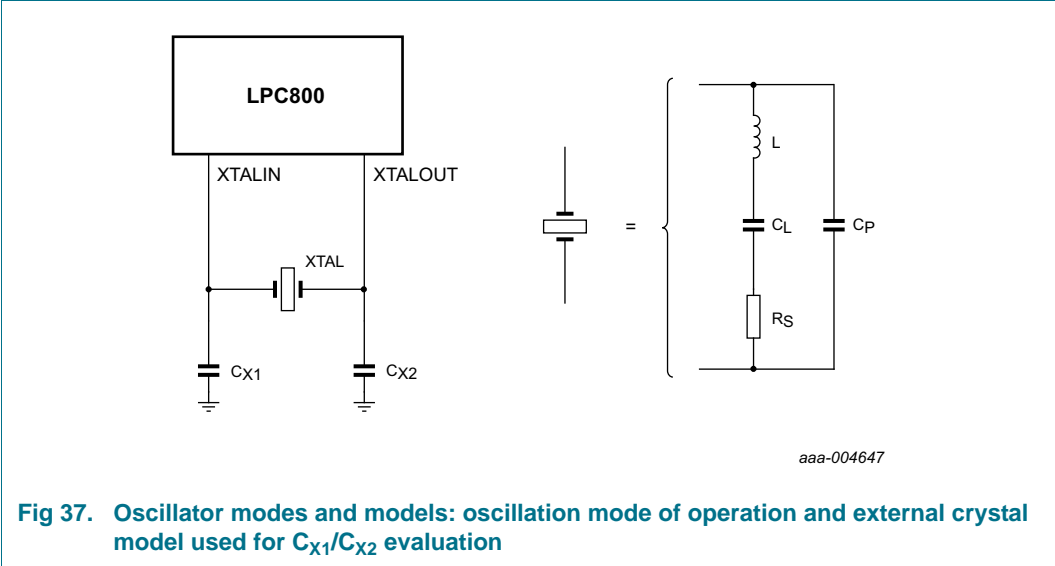 LPC800
XTALIN
XTALOUT
XTAL
CX1
CX2
=
L
CL
CP
RS
aaa-004647
Fig 37. Oscillator modes and models: oscillation mode of operation and external crystal
model used for CX1/CX2 evaluation